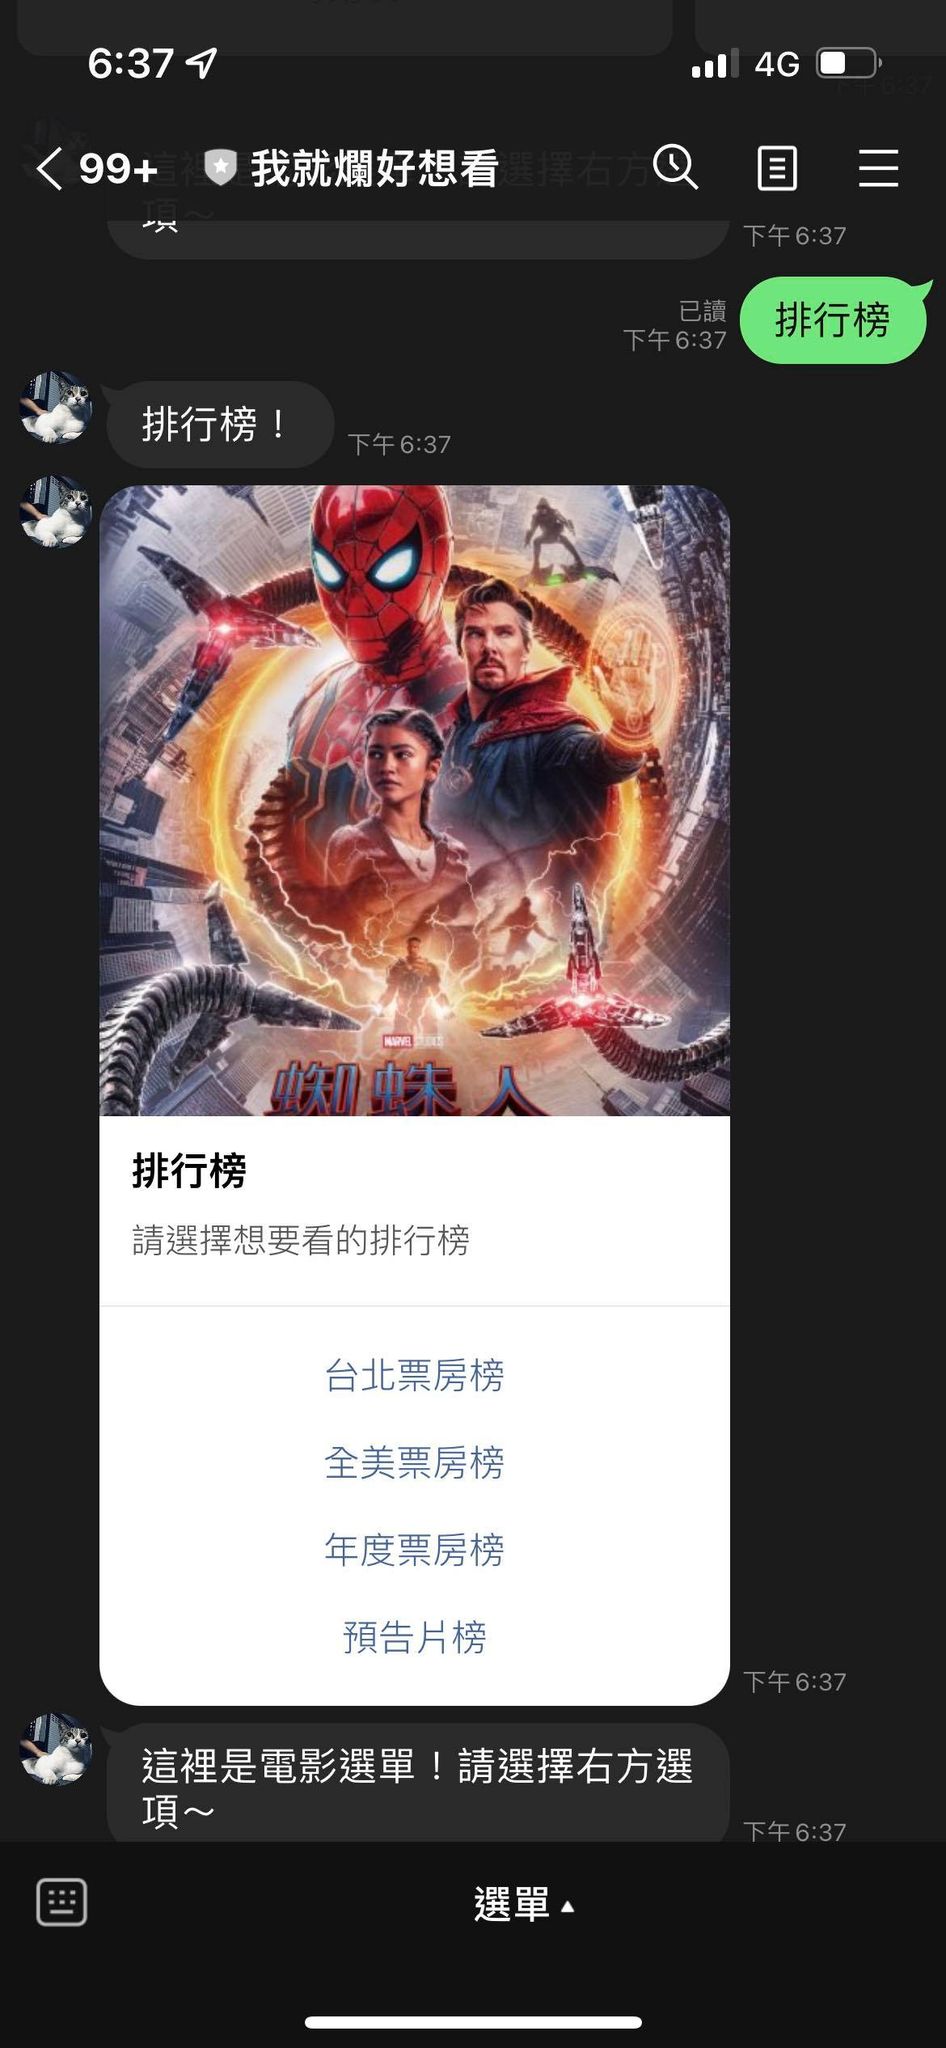 6:37
4G
99+
我就爛好想看
項
下午 6:37
已讀
下午 6:37
排行榜
排行榜！
下午 6:37
MARVEL STUDIOS
蜘蛛人
排行榜
請選擇想要看的排行榜
台北票房榜
全美票房榜
年度票房榜
預告片榜
下午 6:37
這裡是電影選單！請選擇右方選
項～
下午 6:37
選單